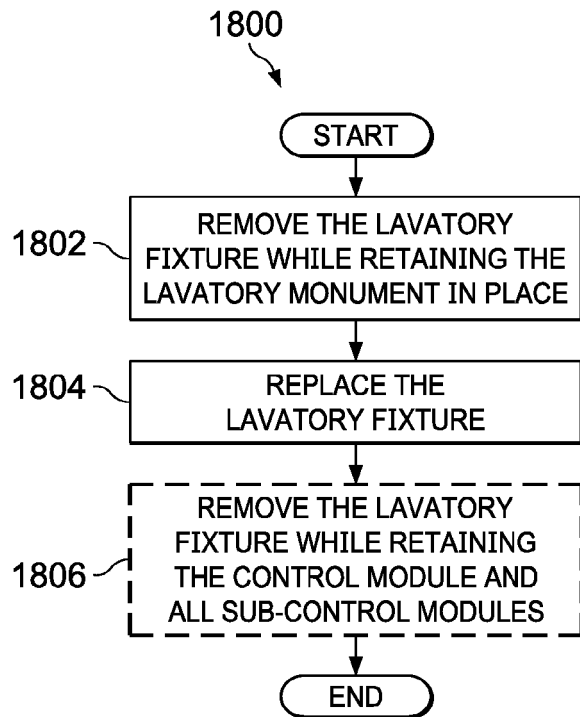 1800
START
1802
REMOVE THE LAVATORY
FIXTURE WHILE RETAINING THE
LAVATORY MONUMENT IN PLACE
1804
REPLACE THE
LAVATORY FIXTURE
1806
REMOVE THE LAVATORY
FIXTURE WHILE RETAINING
THE CONTROL MODULE AND
ALL SUB-CONTROL MODULES
END